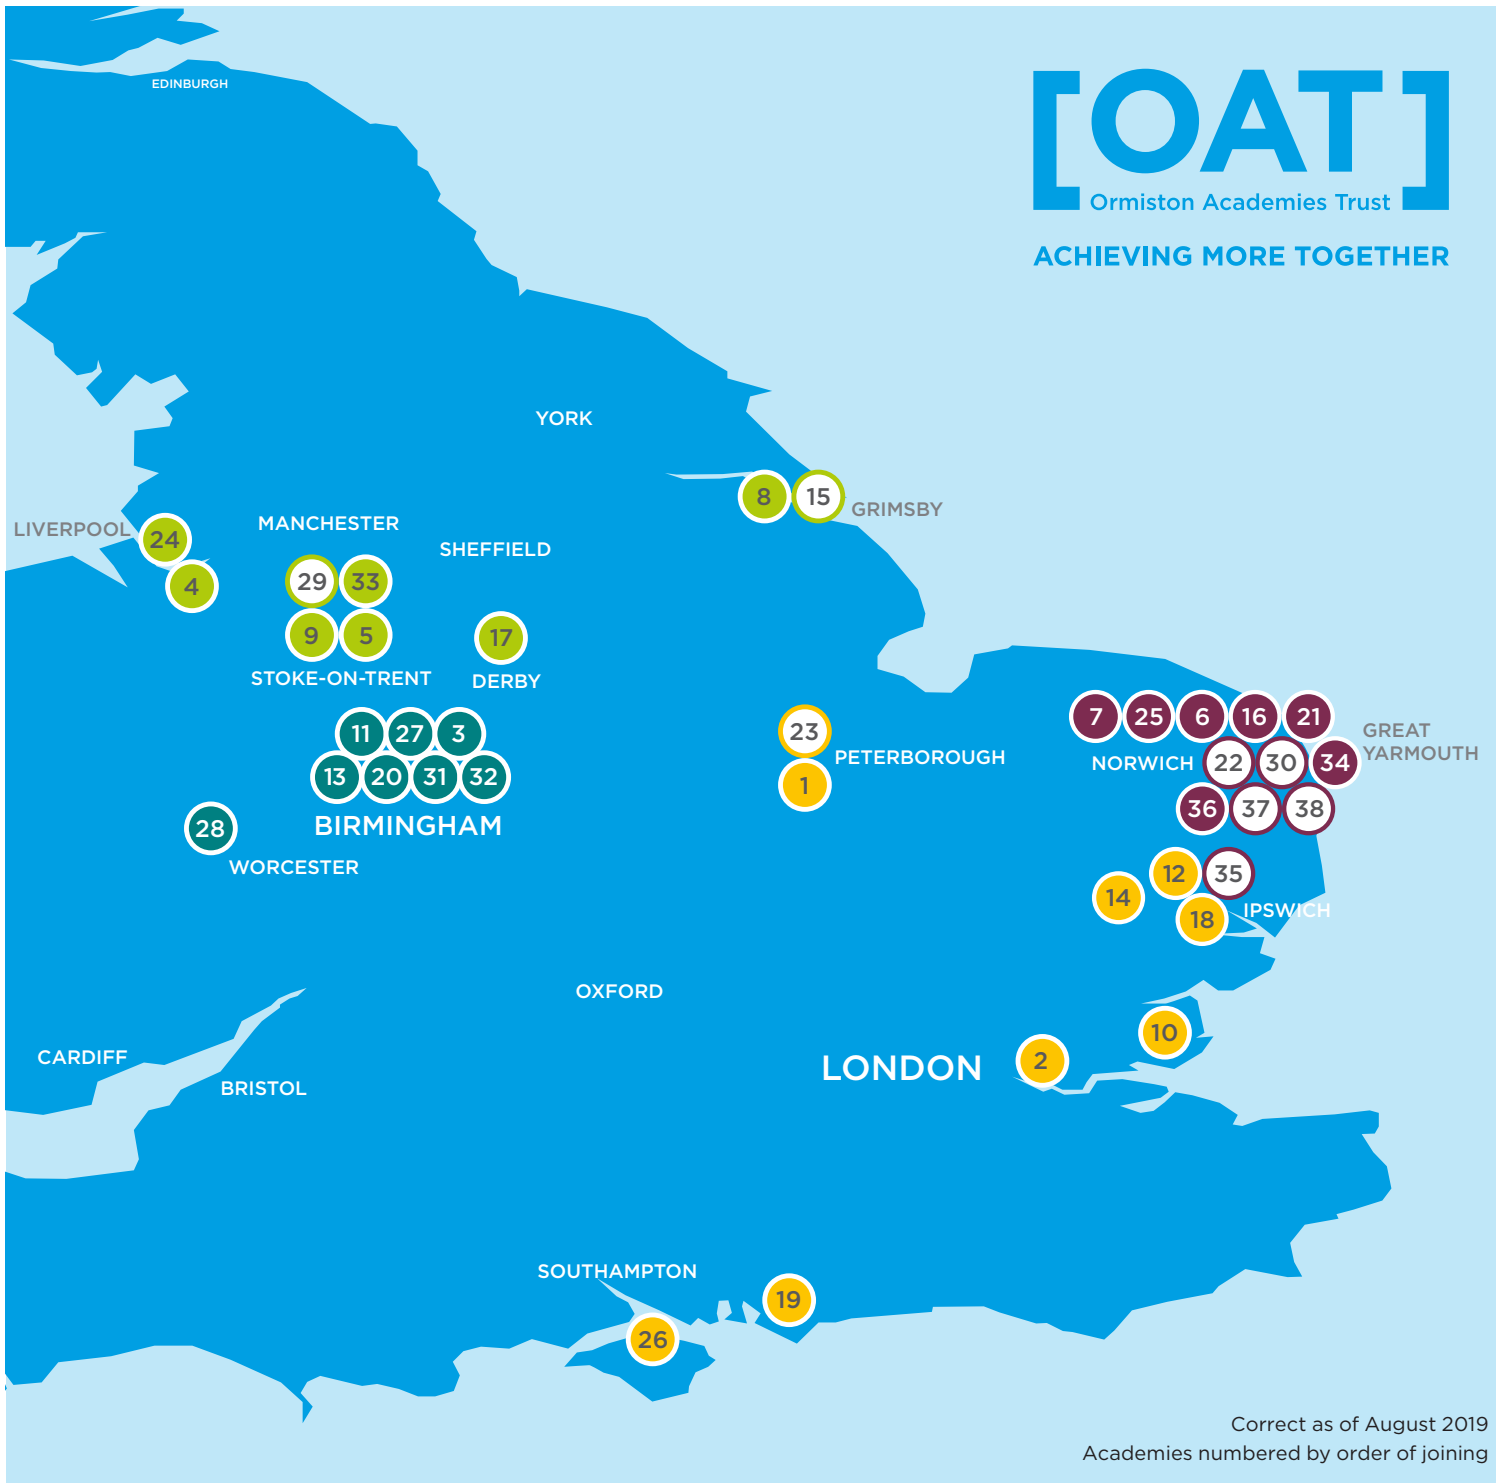 EDINBURGH
[OAT]
Ormiston Academies Trust
ACHIEVING MORE TOGETHER
YORK
8 15
GRIMSBY
LIVERPOOL
24
4
MANCHESTER
SHEFFIELD
29 33
9 5
STOKE-ON-TRENT
17
DERBY
11 27 3
13 20 31 32
BIRMINGHAM
28
WORCESTER
23
PETERBOROUGH
1
7 25 6 16 21
GREAT
YARMOUTH
NORWICH 22 30 34
36 37 38
12 35
14
18
IPSWICH
OXFORD
10
LONDON
2
CARDIFF
BRISTOL
SOUTHAMPTON
19
26
Correct as of August 2019
Academies numbered by order of joining